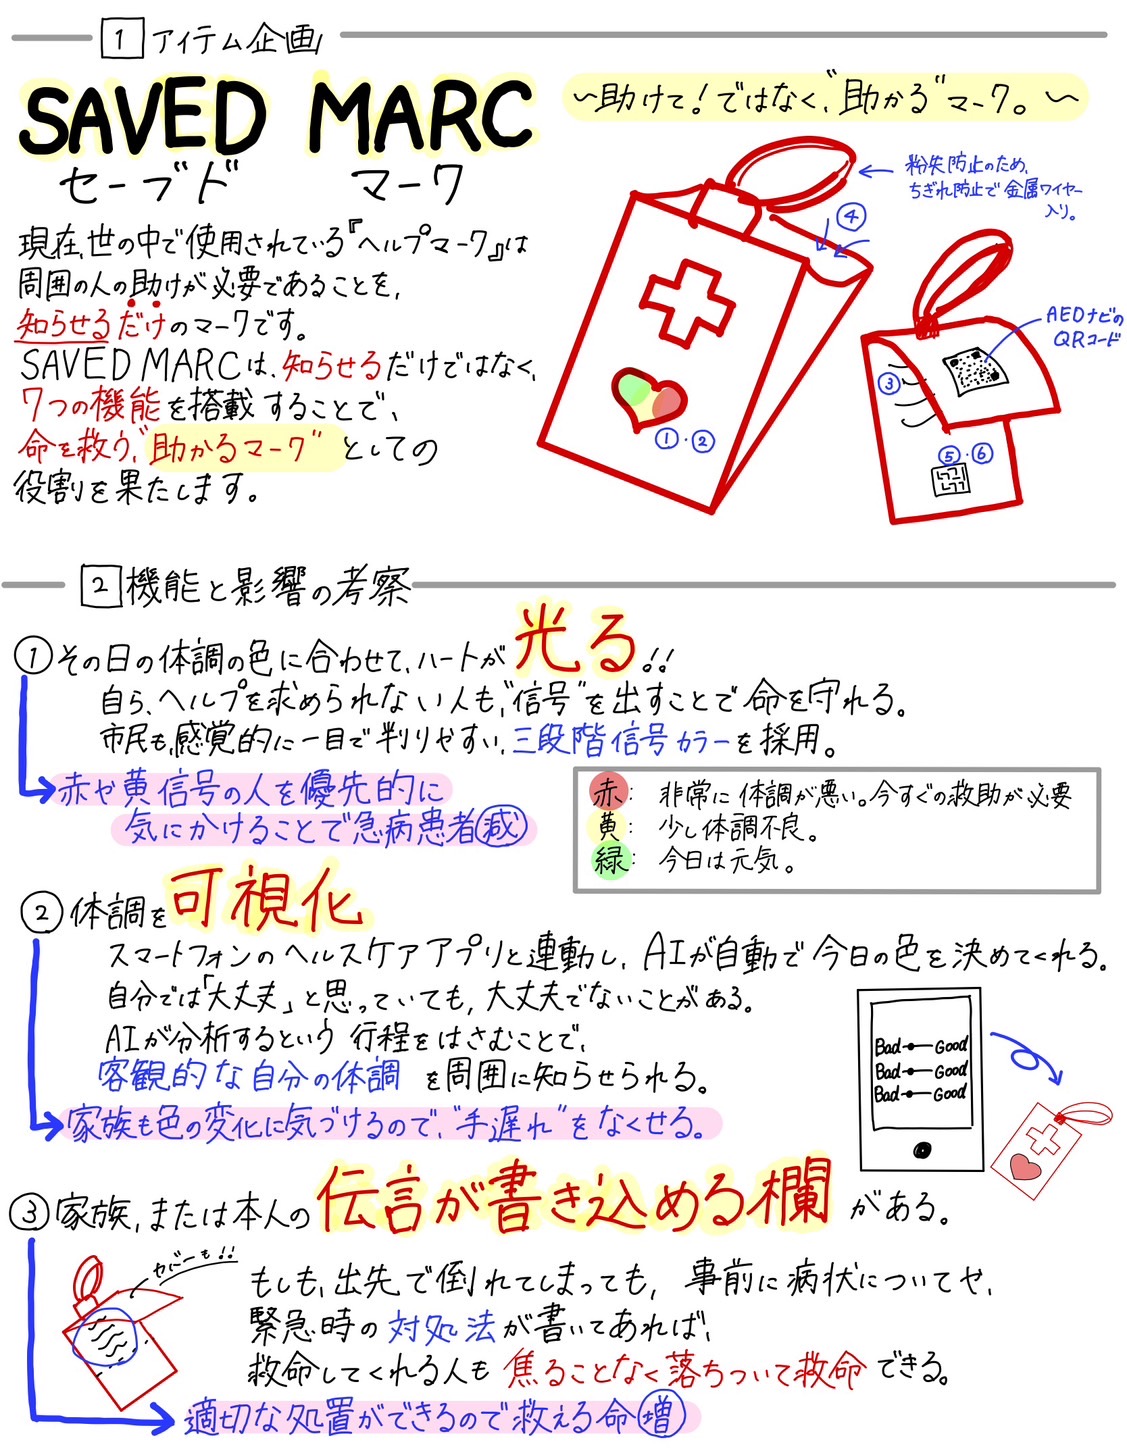 1 アイテム企画
SAVED MARC
セーブド マーク
〜助けて！ではなく、"助かる"マーク。〜
現在、世の中で使用されている『ヘルプマーク』は
周囲の人の助けが必要であることを、
知らせるだけのマークです。
SAVED MARCは、知らせるだけではなく、
7つの機能を搭載することで、
命を救う、"助かるマーク"としての
役割を果たします。
粉失防止のため、
ちぎれ防止で金属ワイヤー
入り。
④
①・②
AEDナビの
QRコード
③
⑤・⑥
2 機能と影響の考察
① その日の体調の色に合わせて、ハートが光る!!
自ら、ヘルプを求められない人も、"信号"を出すことで命を守れる。
市民も、感覚的に一目で判りやすい、三段階信号カラーを採用。
赤や黄信号の人を優先的に
気にかけることで急病患者減
赤： 非常に体調が悪い。今すぐの救助が必要
黄： 少し体調不良。
緑： 今日は元気。
② 体調を可視化
スマートフォンのヘルスケアアプリと連動し、AIが自動で今日の色を決めてくれる。
自分では「大丈丈」と思っていても、大丈夫でないことがある。
AIが分析するという行程をはさむことで、
客観的な自分の体調を周囲に知らせられる。
家族も色の変化に気づけるので、"手遅れ"をなくせる。
Bad Good
Bad Good
Bad Good
③ 家族、または本人の伝言が書き込める欄がある。
カバーも!!
もしも、出先で倒れてしまっても、事前に病状についてや、
緊急時の対処法が書いてあれば、
救命してくれる人も焦ることなく落ちついて救命できる。
適切な処置ができるので救える命増